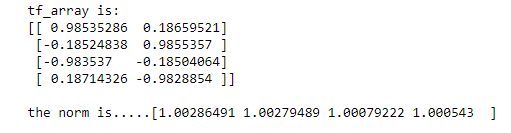 tf_array is:
[[ 0.98535286  0.18659521]
 [-0.18524838  0.9855357 ]
 [-0.983537   -0.18504064]
 [ 0.18714326 -0.9828854 ]]
the norm is.....[1.00286491 1.00279489 1.00079222 1.000543  ]